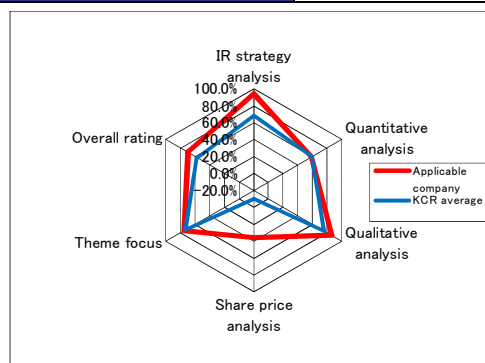 IR strategy
analysis
100.0%
80.0%
60.0%
40.0%
20.0%
0.0%
-20.0%
Quantitative
analysis
Qualitative
analysis
Share price
analysis
Theme focus
Overall rating
Applicable
company
KCR average